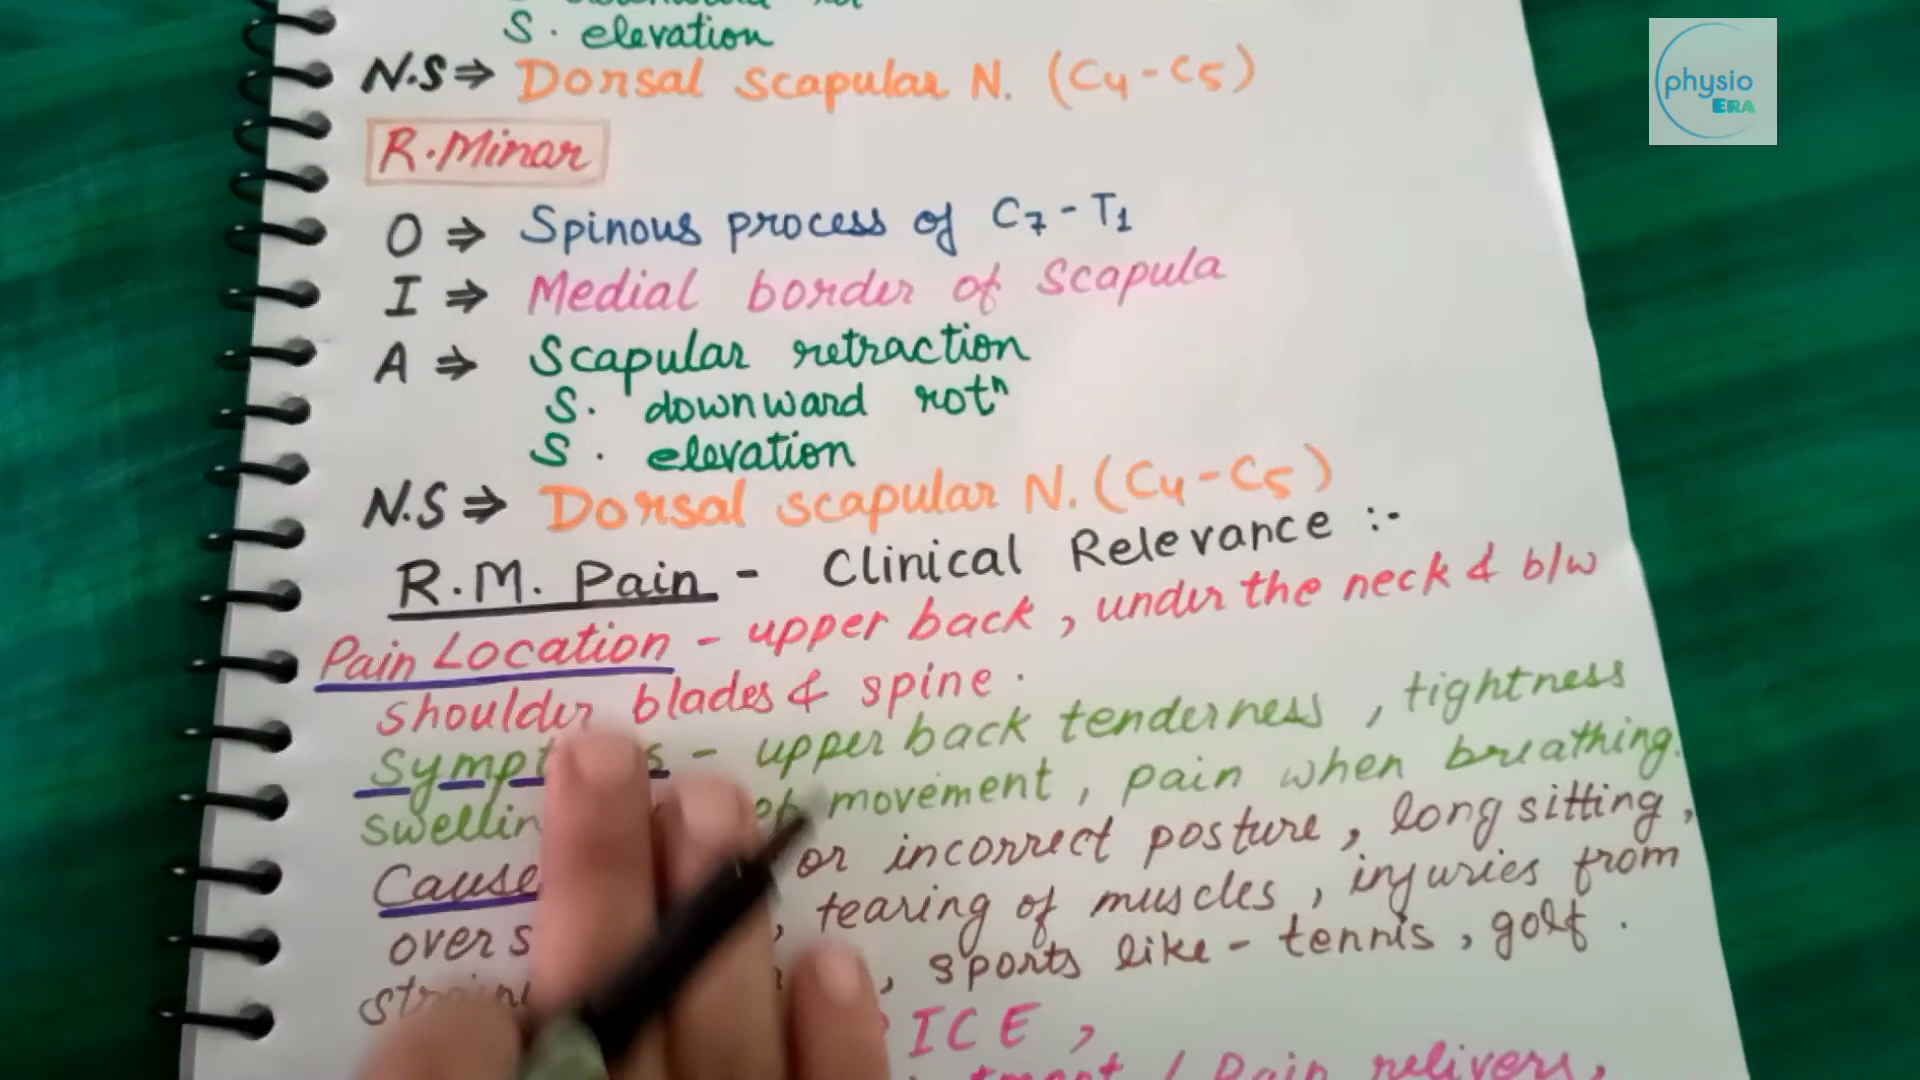 S. elevation
N.S ⇒ Dorsal scapular N. (C4-C5)
physio
ERA
R.Minar
O ⇒ Spinous process of C7-T1
I ⇒ Medial border of Scapula
A ⇒ Scapular retraction
S. downward rotn
S. elevation
N.S ⇒ Dorsal scapular N. (C4-C5)
R.M. Pain - Clinical Relevance :-
Pain Location - upper back, under the neck & b/w
shoulder blades & spine.
- upper back tenderness, tightness
movement, pain when breathing.
or incorrect posture, long sitting,
over tearing of muscles, injuries from
, sports like - tennis, golf.
ICE,
/ Pain relivers,